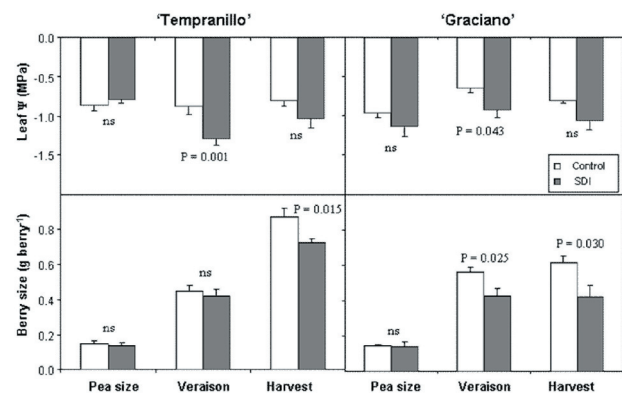 'Tempranillo' 'Graciano'
0.0
-0.5
-1.0
-1.5
Leaf Ψ (MPa)
ns P = 0.001 ns
ns P = 0.043 ns
Control
SDI
0.8
0.6
0.4
0.2
0.0
Berry size (g berry⁻¹)
ns ns P = 0.015
ns P = 0.025 P = 0.030
Pea size Veraison Harvest Pea size Veraison Harvest